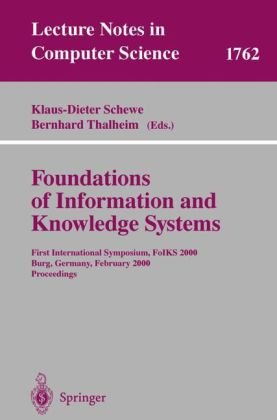 Lecture Notes in
Computer Science 1762
Klaus-Dieter Schewe
Bernhard Thalheim (Eds.)
Foundations
of Information and
Knowledge Systems
First International Symposium, FoIKS 2000
Burg, Germany, February 2000
Proceedings
Springer